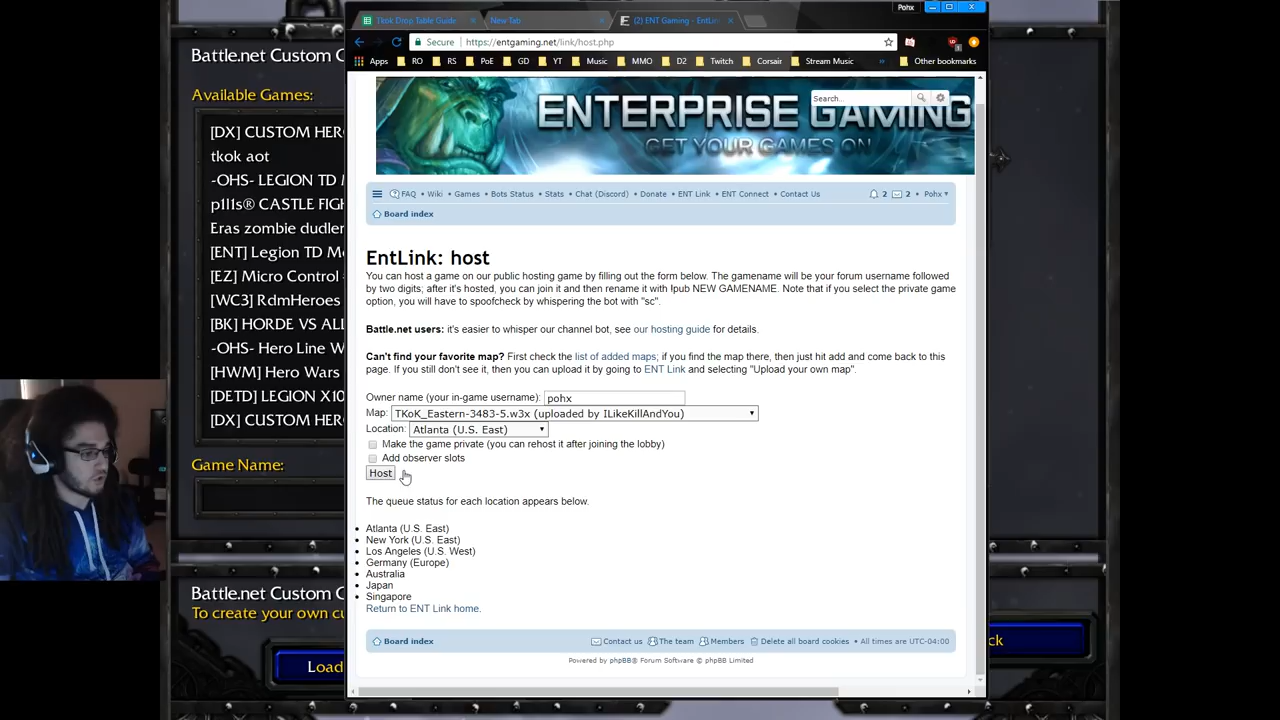 Pohx
Tkok Drop Table Guide
New Tab
(2) ENT Gaming - EntLin
Secure
https://entgaming.net/link/host.php
Apps RO RS PoE GD YT Music MMO D2 Twitch Corsair Stream Music » Other bookmarks
Battle.net Custom
Available Games:
[DX] CUSTOM HER
tkok aot
-OHS- LEGION TD M
p1l1s® CASTLE FIGH
Eras zombie dudler
[ENT] Legion TD Me
[EZ] Micro Control -
[WC3] RdmHeroes
[BK] HORDE VS ALL
-OHS- Hero Line W
[HWM] Hero Wars
[DETD] LEGION X10
[DX] CUSTOM HER
Game Name:
Battle.net Custom
To create your own cu
Load
ck
ENTERPRISE GAMING
GET YOUR GAMES ON
Search...
FAQ • Wiki • Games • Bots Status • Stats • Chat (Discord) • Donate • ENT Link • ENT Connect • Contact Us
2 2 • Pohx
Board index
EntLink: host
You can host a game on our public hosting game by filling out the form below. The gamename will be your forum username followed
by two digits; after it's hosted, you can join it and then rename it with !pub NEW GAMENAME. Note that if you select the private game
option, you will have to spoofcheck by whispering the bot with "sc".
Battle.net users: it's easier to whisper our channel bot, see our hosting guide for details.
Can't find your favorite map? First check the list of added maps; if you find the map there, then just hit add and come back to this
page. If you still don't see it, then you can upload it by going to ENT Link and selecting "Upload your own map".
Owner name (your in-game username): pohx
Map: TKoK_Eastern-3483-5.w3x (uploaded by ILikeKillAndYou)
Location: Atlanta (U.S. East)
Make the game private (you can rehost it after joining the lobby)
Add observer slots
Host
The queue status for each location appears below.
Atlanta (U.S. East)
New York (U.S. East)
Los Angeles (U.S. West)
Germany (Europe)
Australia
Japan
Singapore
Return to ENT Link home.
Board index
Contact us The team Members Delete all board cookies • All times are UTC-04:00
Powered by phpBB® Forum Software © phpBB Limited